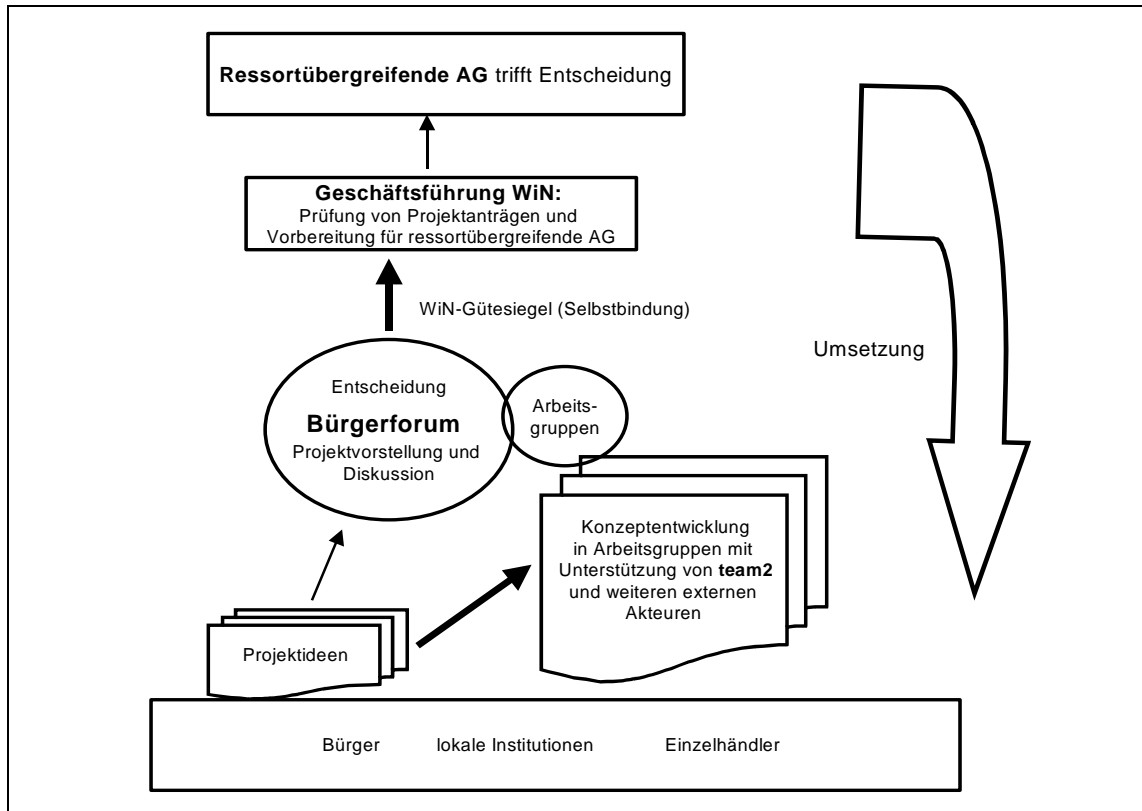 Ressortübergreifende AG trifft Entscheidung
Geschäftsführung WiN:
Prüfung von Projektanträgen und
Vorbereitung für ressortübergreifende AG
WiN-Gütesiegel (Selbstbindung)
Umsetzung
Entscheidung
Bürgerforum
Projektvorstellung und
Diskussion
Arbeits-
gruppen
Konzeptentwicklung
in Arbeitsgruppen mit
Unterstützung von team2
und weiteren externen
Akteuren
Projektideen
Bürger lokale Institutionen Einzelhändler